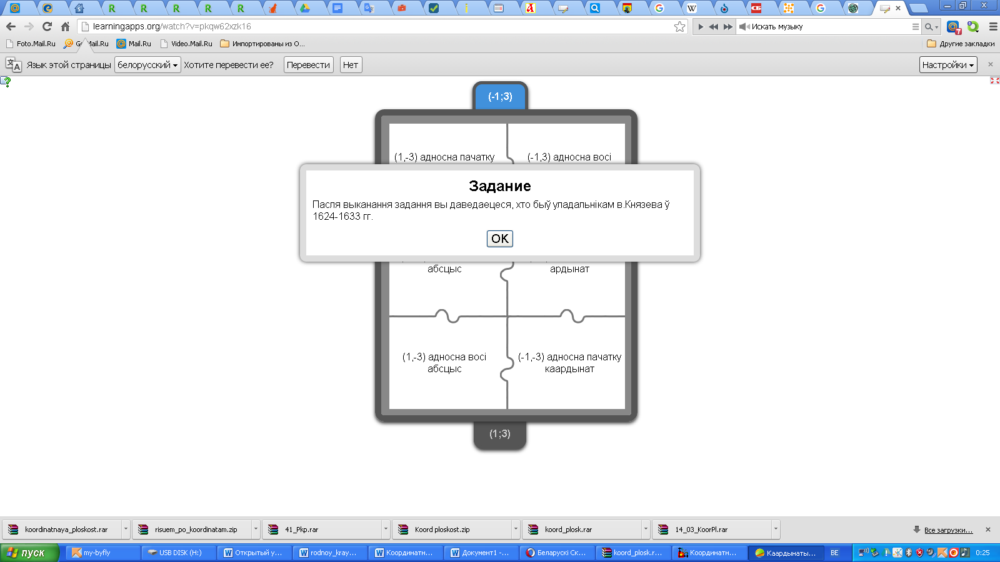 learningapps.org/watch?v=pkqw62xzk16
Искать музыку
Foto.Mail.Ru
Mail.Ru
Mail.Ru
Video.Mail.Ru
Импортированы из О...
Другие закладки
Язык этой страницы
белорусский
Хотите перевести ее?
Перевести
Нет
Настройки
(-1;3)
(1,-3) адносна пачатку
(-1,3) адносна восі
Задание
Пасля выканання задання вы даведаецеся, хто быў уладальнікам в.Князева ў
1624-1633 гг.
OK
абсцыс
ардынат
(1,-3) адносна восі
абсцыс
(-1,-3) адносна пачатку
каардынат
(1;3)
koordinatnaya_ploskost.rar
risuem_po_koordinatam.zip
41_Pkp.rar
Koord ploskost.zip
koord_plosk.rar
14_03_KoorPl.rar
Все загрузки...
пуск
my-byfly
USB DISK (H:)
Открытый у...
rodnoy_kray...
Координатн...
Документ1 -...
Беларускі Ск...
koord_plosk.r...
Координатн...
Каардынаты...
BE
0:25